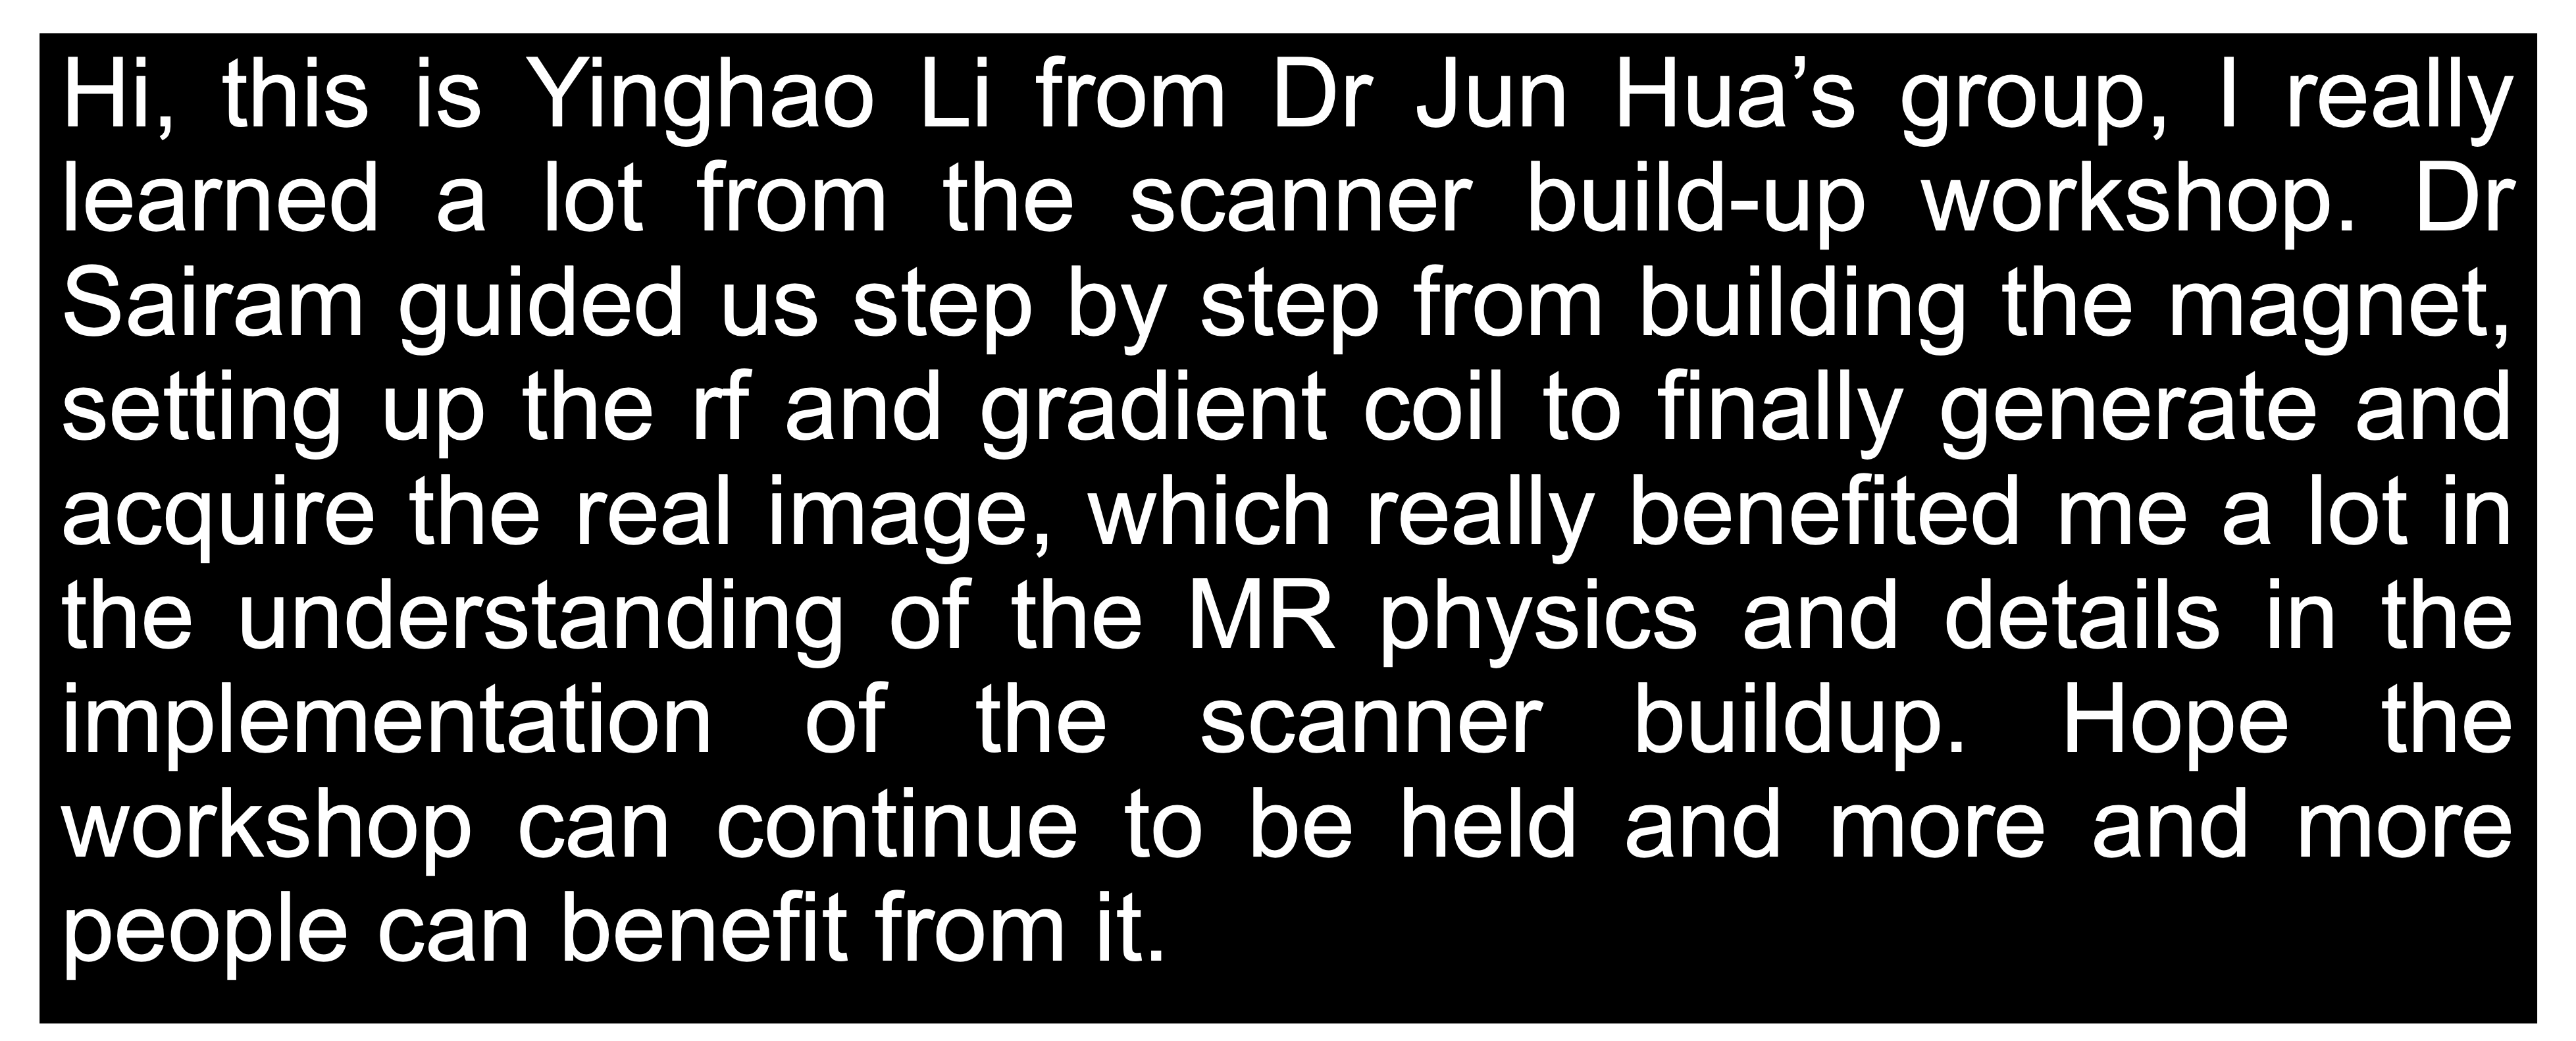 Hi, this is Yinghao Li from Dr Jun Hua’s group, I really
learned a lot from the scanner build-up workshop. Dr
Sairam guided us step by step from building the magnet,
setting up the rf and gradient coil to finally generate and
acquire the real image, which really benefited me a lot in
the understanding of the MR physics and details in the
implementation of the scanner buildup. Hope the
workshop can continue to be held and more and more
people can benefit from it.